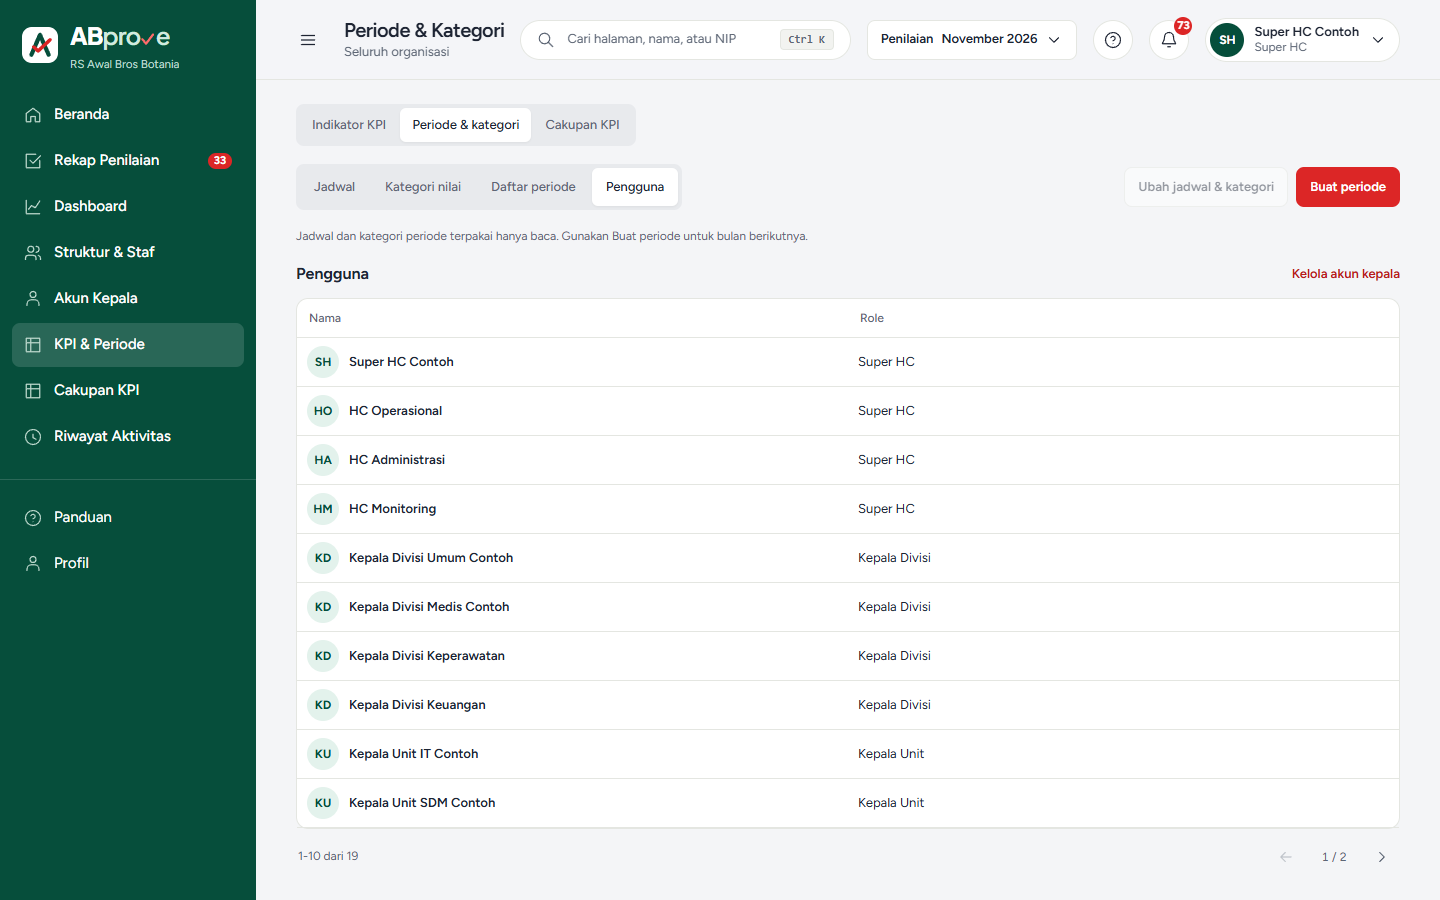 ABprove
RS Awal Bros Botania
Beranda
Rekap Penilaian 33
Dashboard
Struktur & Staf
Akun Kepala
KPI & Periode
Cakupan KPI
Riwayat Aktivitas
Panduan
Profil
Periode & Kategori
Seluruh organisasi
Cari halaman, nama, atau NIP Ctrl K
Penilaian November 2026
73
SH
Super HC Contoh
Super HC
Indikator KPI Periode & kategori Cakupan KPI
Jadwal Kategori nilai Daftar periode Pengguna
Ubah jadwal & kategori Buat periode
Jadwal dan kategori periode terpakai hanya baca. Gunakan Buat periode untuk bulan berikutnya.
Pengguna Kelola akun kepala
Nama Role
SH Super HC Contoh Super HC
HO HC Operasional Super HC
HA HC Administrasi Super HC
HM HC Monitoring Super HC
KD Kepala Divisi Umum Contoh Kepala Divisi
KD Kepala Divisi Medis Contoh Kepala Divisi
KD Kepala Divisi Keperawatan Kepala Divisi
KD Kepala Divisi Keuangan Kepala Divisi
KU Kepala Unit IT Contoh Kepala Unit
KU Kepala Unit SDM Contoh Kepala Unit
1-10 dari 19 1 / 2